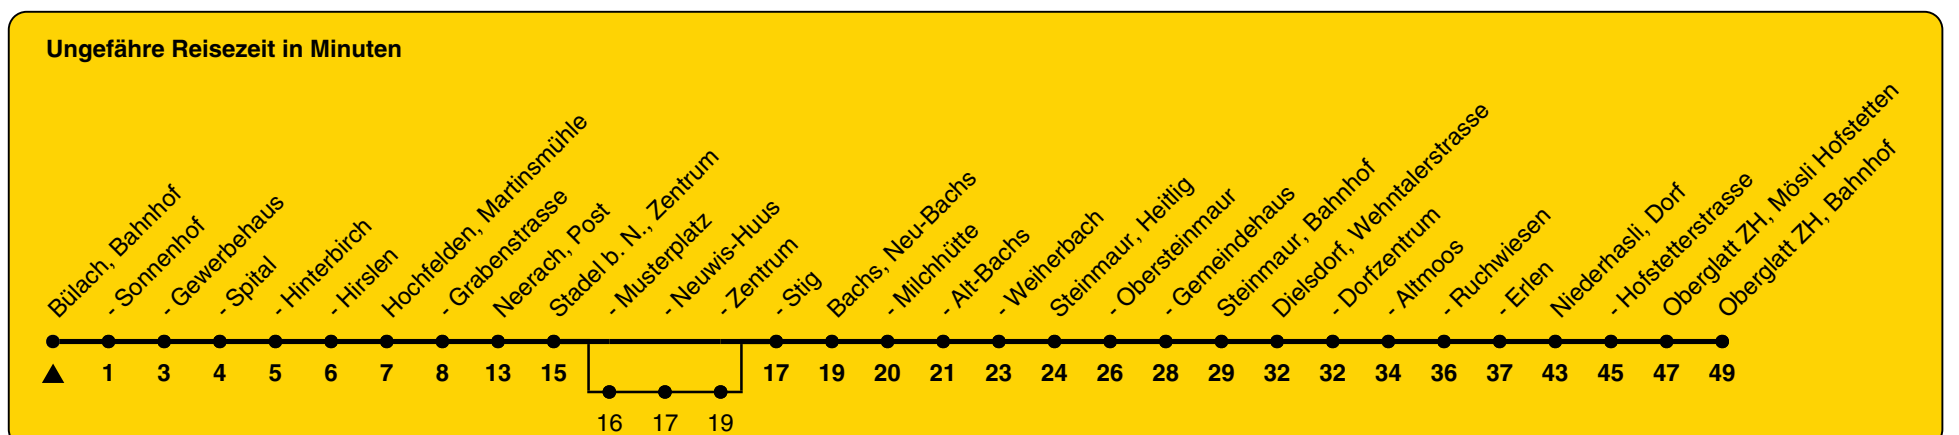 Ungefähre Reisezeit in Minuten
Bülach, Bahnhof
- Sonnenhof
- Gewerbehaus
- Spital
- Hinterbirch
- Hirslen
Hochfelden, Martinsmühle
- Grabenstrasse
Neerach, Post
Stadel b. N., Zentrum
- Musterplatz
- Neuwis-Huus
- Zentrum
- Stig
Bachs, Neu-Bachs
- Milchhütte
- Alt-Bachs
- Weiherbach
Steinmaur, Heitlig
- Obersteinmaur
- Gemeindehaus
Steinmaur, Bahnhof
Dielsdorf, Wehntalerstrasse
- Dorfzentrum
- Altmoos
- Ruchwiesen
- Erlen
Niederhasli, Dorf
- Hofstetterstrasse
Oberglatt ZH, Mösli Hofstetten
Oberglatt ZH, Bahnhof
1 3 4 5 6 7 8 13 15 17 19 20 21 23 24 26 28 29 32 32 34 36 37 43 45 47 49
16 17 19